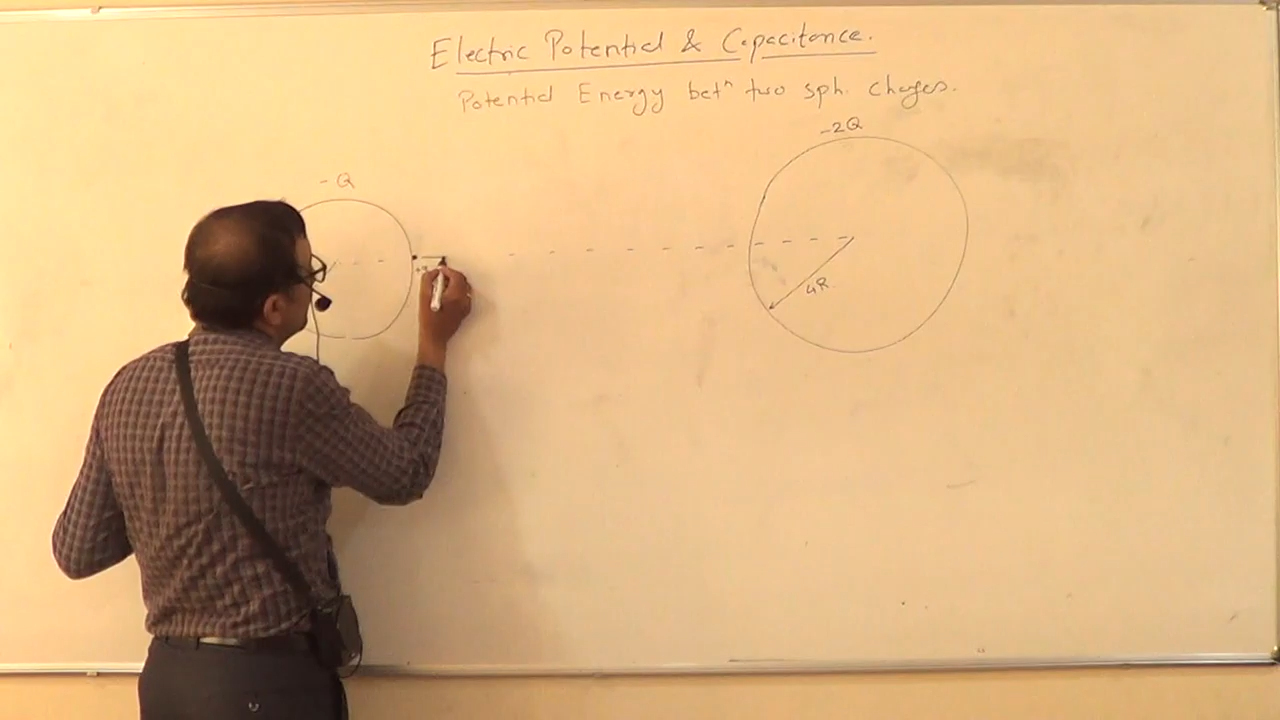 Electric Potential & Capacitance.
Potential Energy betⁿ two sph. charges.
-2Q
-Q
4R